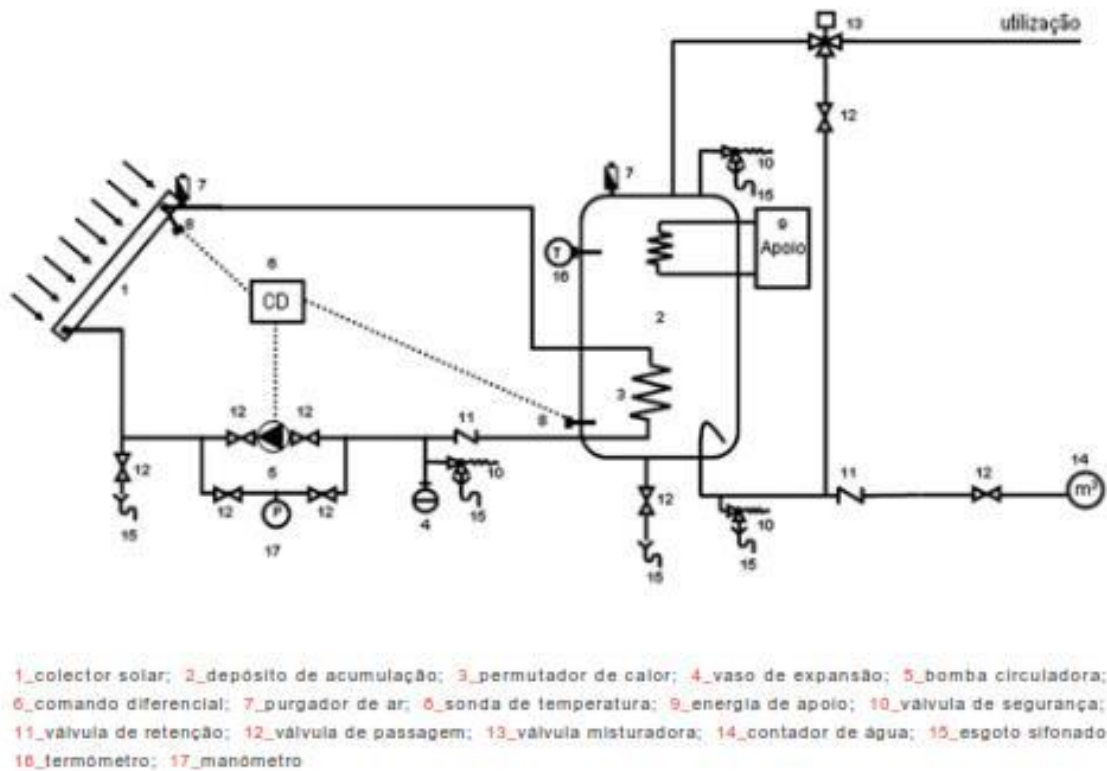 13 utilização
12
7 10
7 15
8 9
Apoio
T
16
6
1 CD 2
3
12 12 11 8
14
5 10 11 12
12 12 m³
12 P 12 4 15 10
15 17 15 15
1_colector solar; 2_depósito de acumulação; 3_permutador de calor; 4_vaso de expansão; 5_bomba circuladora;
6_comando diferencial; 7_purgador de ar; 8_sonda de temperatura; 9_energia de apoio; 10_válvula de segurança;
11_válvula de retenção; 12_válvula de passagem; 13_válvula misturadora; 14_contador de água; 15_esgoto sifonado
16_termómetro; 17_manómetro